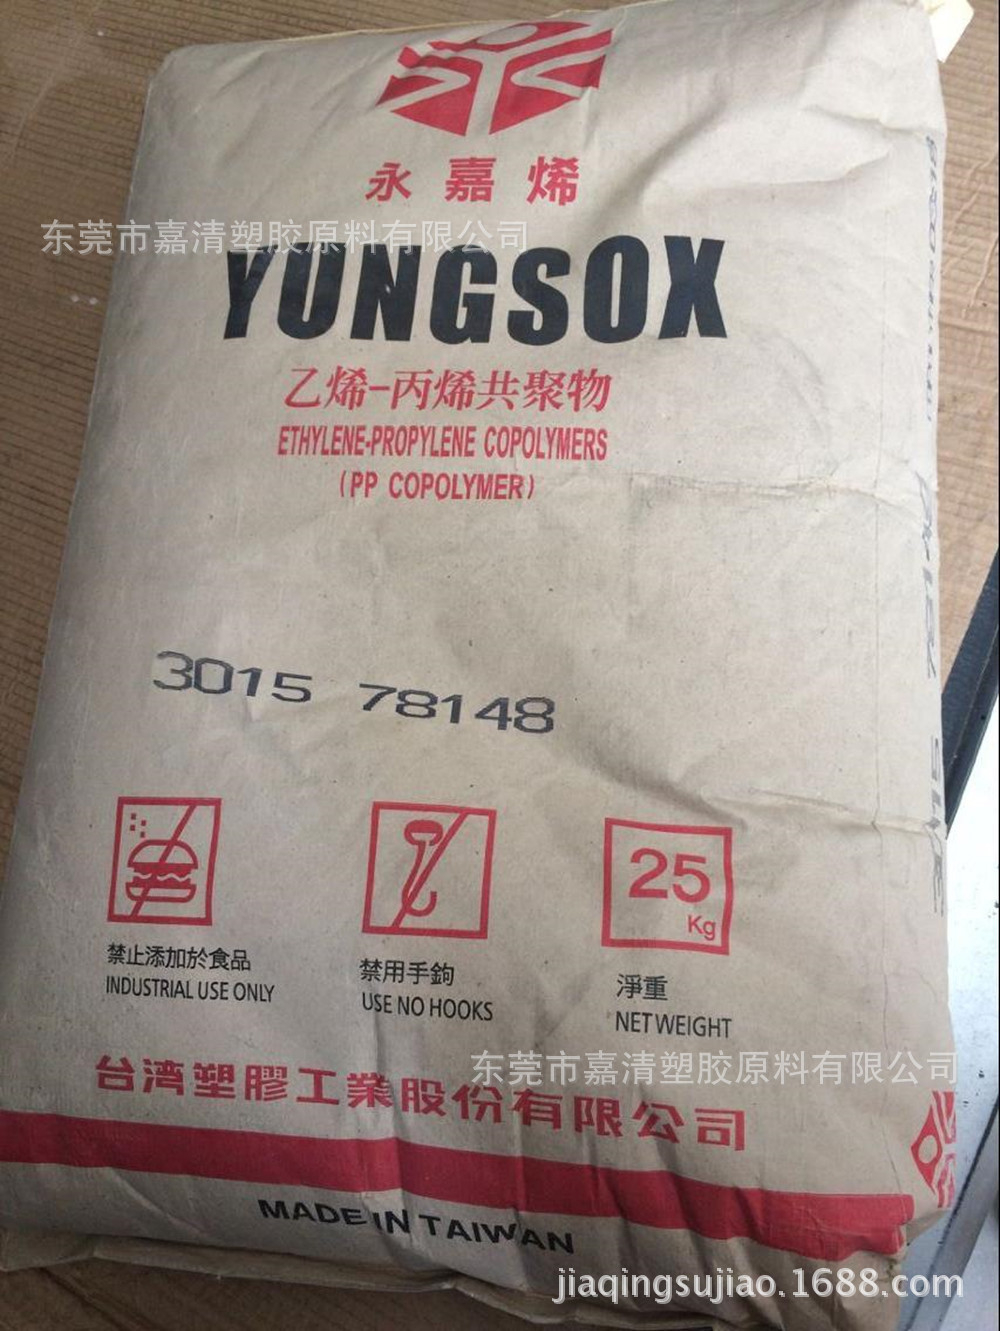 永嘉烯
东莞市嘉清塑胶原料有限公司
YUNGSOX
乙烯-丙烯共聚物
ETHYLENE-PROPYLENE COPOLYMERS
(PP COPOLYMER)
3015 78148
25
Kg
禁止添加於食品
INDUSTRIAL USE ONLY
禁用手鉤
USE NO HOOKS
淨重
NET WEIGHT
东莞市嘉清塑胶原料有限公司
台湾塑膠工業股份有限公司
MADE IN TAIWAN
jiaqingsujiao.1688.com